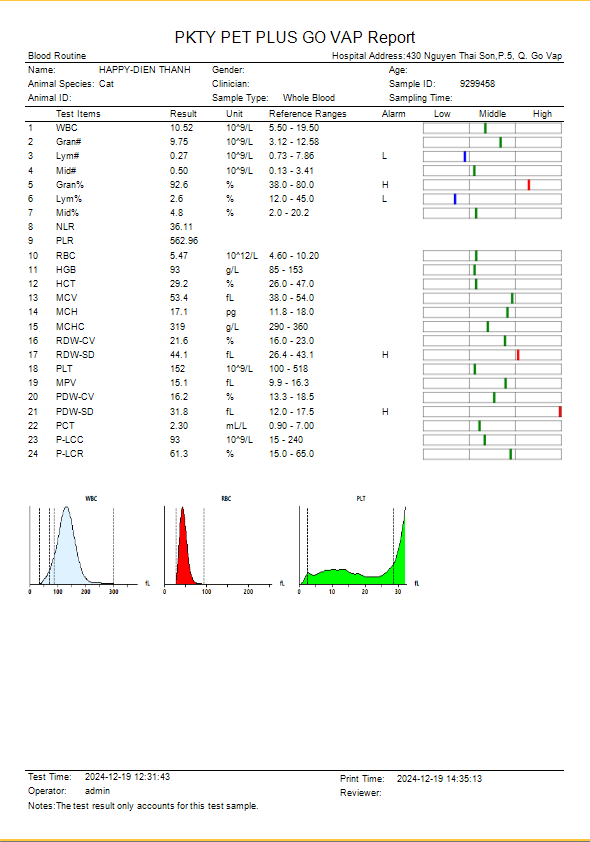 PKTY PET PLUS GO VAP Report
Blood Routine Hospital Address:430 Nguyen Thai Son,P.5, Q. Go Vap
Name: HAPPY-DIEN THANH Gender: Age:
Animal Species: Cat Clinician: Sample ID: 9299458
Animal ID: Sample Type: Whole Blood Sampling Time:
Test Items Result Unit Reference Ranges Alarm Low Middle High
1 WBC 10.52 10^9/L 5.50 - 19.50
2 Gran# 9.75 10^9/L 3.12 - 12.58
3 Lym# 0.27 10^9/L 0.73 - 7.86 L
4 Mid# 0.50 10^9/L 0.13 - 3.41
5 Gran% 92.6 % 38.0 - 80.0 H
6 Lym% 2.6 % 12.0 - 45.0 L
7 Mid% 4.8 % 2.0 - 20.2
8 NLR 36.11
9 PLR 562.96
10 RBC 5.47 10^12/L 4.60 - 10.20
11 HGB 93 g/L 85 - 153
12 HCT 29.2 % 26.0 - 47.0
13 MCV 53.4 fL 38.0 - 54.0
14 MCH 17.1 pg 11.8 - 18.0
15 MCHC 319 g/L 290 - 360
16 RDW-CV 21.6 % 16.0 - 23.0
17 RDW-SD 44.1 fL 26.4 - 43.1 H
18 PLT 152 10^9/L 100 - 518
19 MPV 15.1 fL 9.9 - 16.3
20 PDW-CV 16.2 % 13.3 - 18.5
21 PDW-SD 31.8 fL 12.0 - 17.5 H
22 PCT 2.30 mL/L 0.90 - 7.00
23 P-LCC 93 10^9/L 15 - 240
24 P-LCR 61.3 % 15.0 - 65.0
WBC RBC PLT
0 100 200 300 fL 0 100 200 fL 0 10 20 30 fL
Test Time: 2024-12-19 12:31:43 Print Time: 2024-12-19 14:35:13
Operator: admin Reviewer:
Notes:The test result only accounts for this test sample.